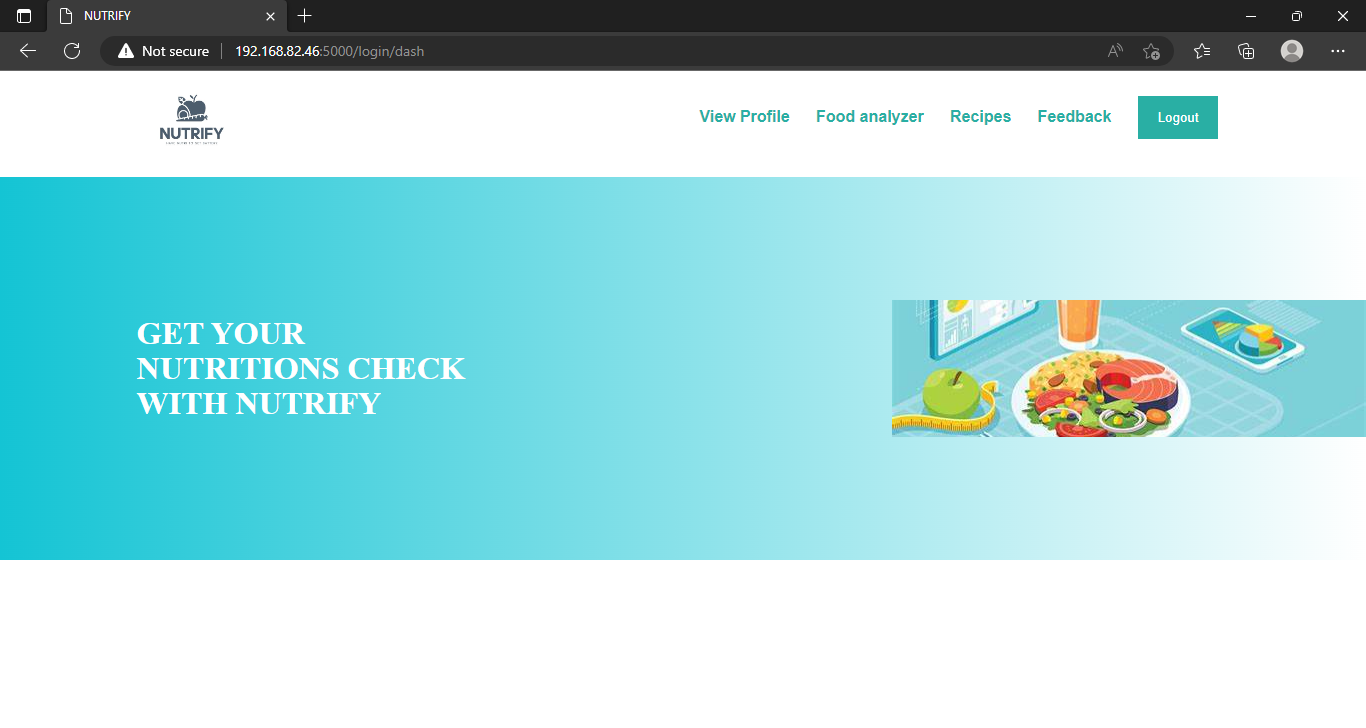 NUTRIFY
Not secure 192.168.82.46:5000/login/dash
NUTRIFY
View Profile Food analyzer Recipes Feedback Logout
GET YOUR
NUTRITIONS CHECK
WITH NUTRIFY